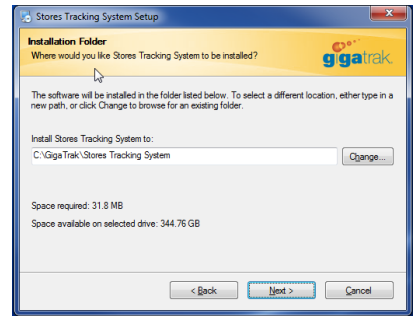 Stores Tracking System Setup
Installation Folder
Where would you like Stores Tracking System to be installed?
gigatrak.
The software will be installed in the folder listed below. To select a different location, either type in a
new path, or click Change to browse for an existing folder.
Install Stores Tracking System to:
C:\GigaTrak\Stores Tracking System
Change...
Space required: 31.8 MB
Space available on selected drive: 344.76 GB
< Back
Next >
Cancel